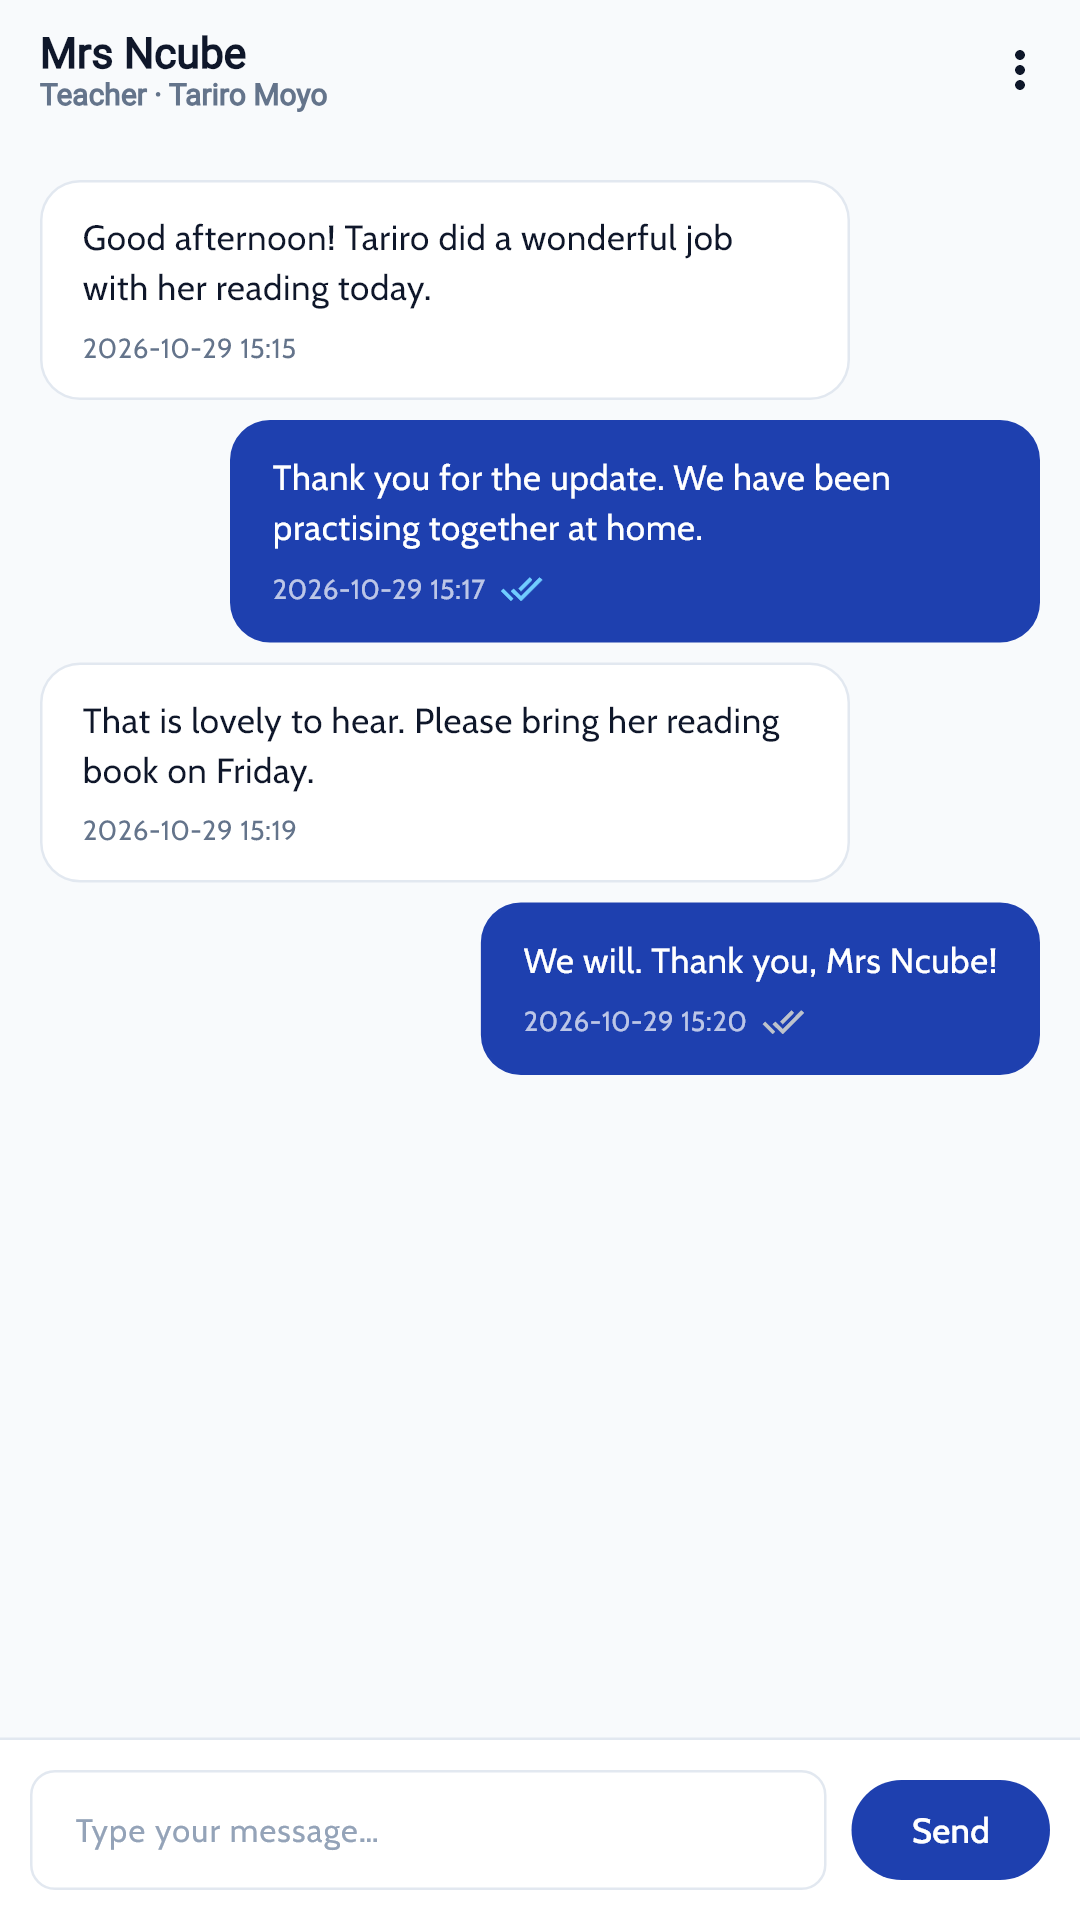 Mrs Ncube
Teacher · Tariro Moyo
Good afternoon! Tariro did a wonderful job
with her reading today.
2026-10-29 15:15
Thank you for the update. We have been
practising together at home.
2026-10-29 15:17
That is lovely to hear. Please bring her reading
book on Friday.
2026-10-29 15:19
We will. Thank you, Mrs Ncube!
2026-10-29 15:20
Type your message...
Send